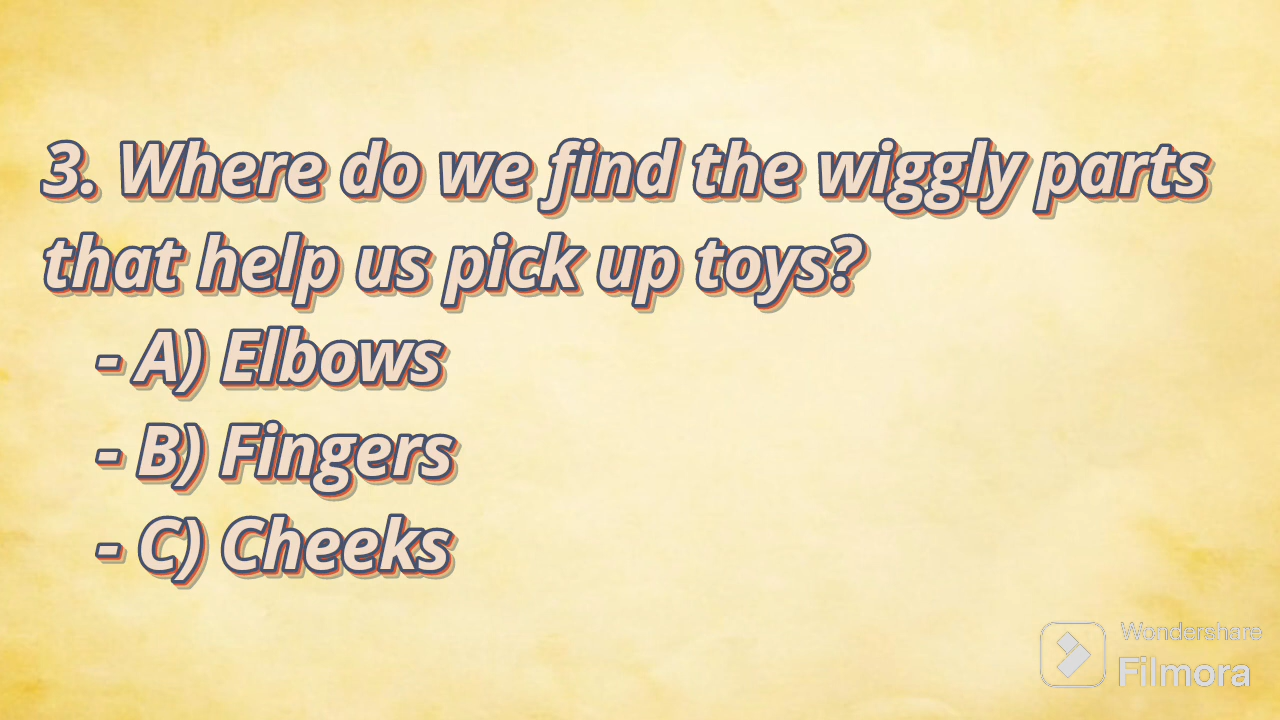 3. Where do we find the wiggly parts
that help us pick up toys?
- A) Elbows
- B) Fingers
- C) Cheeks
Wondershare
Filmora